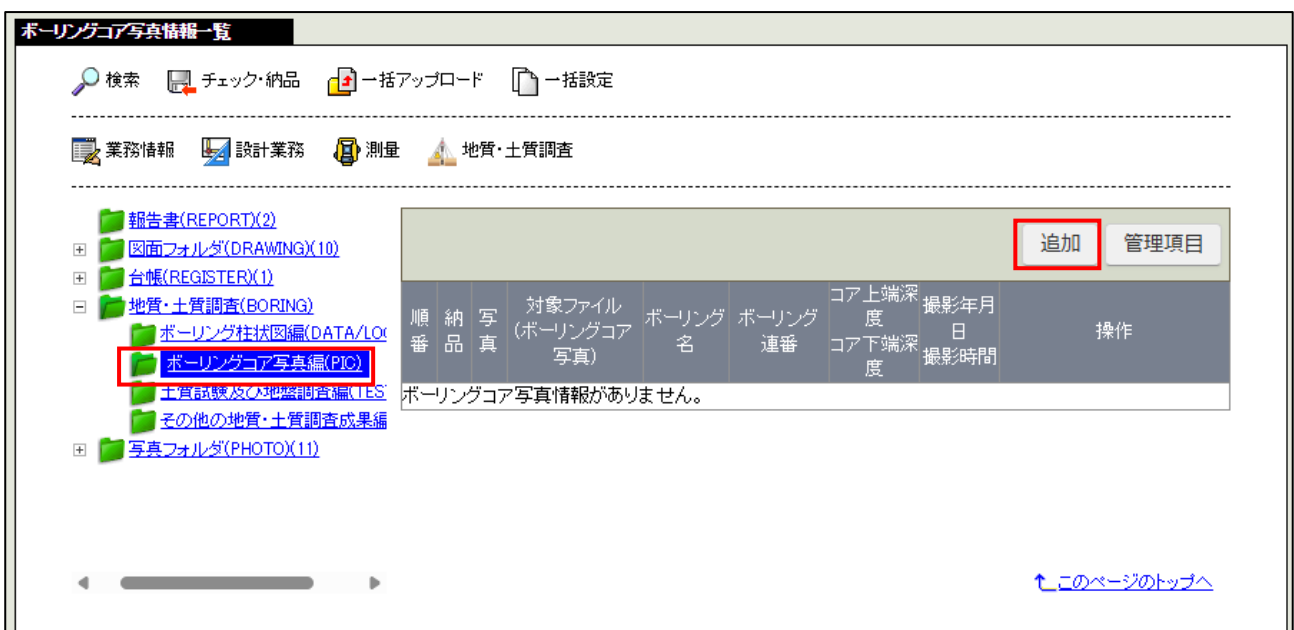 ボーリングコア写真情報一覧
検索 チェック・納品 一括アップロード 一括設定
業務情報 設計業務 測量 地質・土質調査
報告書(REPORT)(2)
図面フォルダ(DRAWING)(10)
台帳(REGISTER)(1)
地質・土質調査(BORING)
ボーリング柱状図編(DATA/LO
ボーリングコア写真編(PIC)
土質試験及び地盤調査編(TES
その他の地質・土質調査成果編
写真フォルダ(PHOTO)(11)
追加 管理項目
順番
納品
写真
対象ファイル
(ボーリングコア
写真)
ボーリング
名
ボーリング
連番
コア上端深
度
コア下端深
度
撮影年月
日
撮影時間
操作
ボーリングコア写真情報がありません。
このページのトップへ